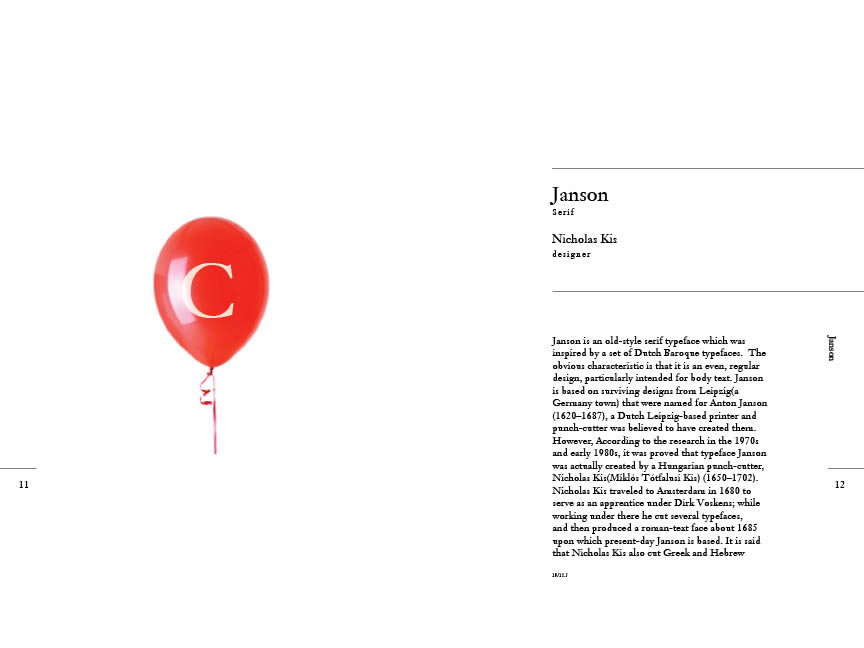 C
Janson
Serif
Nicholas Kis
designer
Janson is an old-style serif typeface which was
inspired by a set of Dutch Baroque typefaces.  The
obvious characteristic is that it is an even, regular
design, particularly intended for body text. Janson
is based on surviving designs from Leipzig(a
Germany town) that were named for Anton Janson
(1620–1687), a Dutch Leipzig-based printer and
punch-cutter was believed to have created them.
However, According to the research in the 1970s
and early 1980s, it was proved that typeface Janson
was actually created by a Hungarian punch-cutter,
Nicholas Kis(Miklós Tótfalusi Kis) (1650–1702).
Nicholas Kis traveled to Amsterdam in 1680 to
serve as an apprentice under Dirk Voskens; while
working under there he cut several typefaces,
and then produced a roman-text face about 1685
upon which present-day Janson is based. It is said
that Nicholas Kis also cut Greek and Hebrew
Janson
11
12